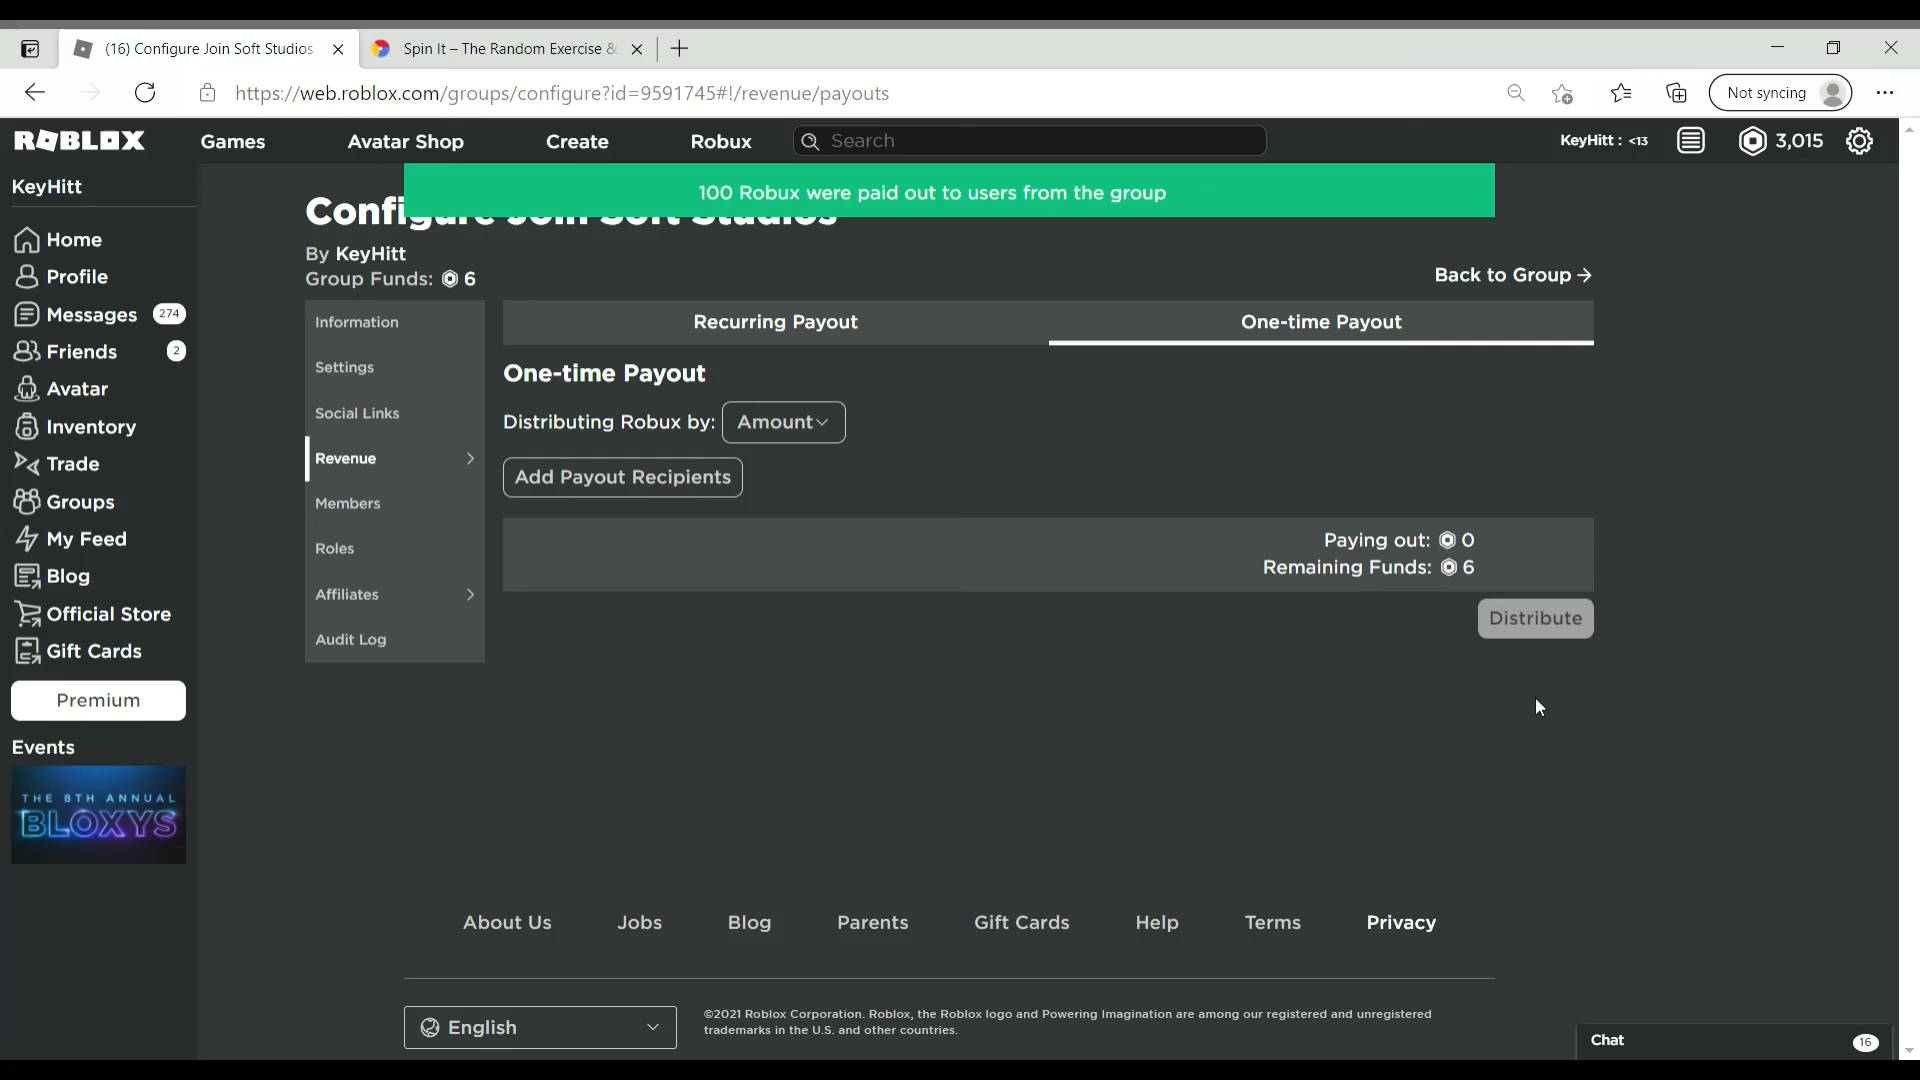 (16) Configure Join Soft Studios
Spin It – The Random Exercise &
https://web.roblox.com/groups/configure?id=9591745#!/revenue/payouts
Not syncing
ROBLOX
Games
Avatar Shop
Create
Robux
Search
KeyHitt : <13
3,015
KeyHitt
Home
Profile
Messages 274
Friends 2
Avatar
Inventory
Trade
Groups
My Feed
Blog
Official Store
Gift Cards
Premium
Events
THE 8TH ANNUAL
BLOXYS
100 Robux were paid out to users from the group
Configure Join Soft Studios
By KeyHitt
Group Funds: 6
Back to Group
Information
Settings
Social Links
Revenue
Members
Roles
Affiliates
Audit Log
Recurring Payout
One-time Payout
One-time Payout
Distributing Robux by: Amount
Add Payout Recipients
Paying out: 0
Remaining Funds: 6
Distribute
About Us
Jobs
Blog
Parents
Gift Cards
Help
Terms
Privacy
English
©2021 Roblox Corporation. Roblox, the Roblox logo and Powering Imagination are among our registered and unregistered
trademarks in the U.S. and other countries.
Chat
16